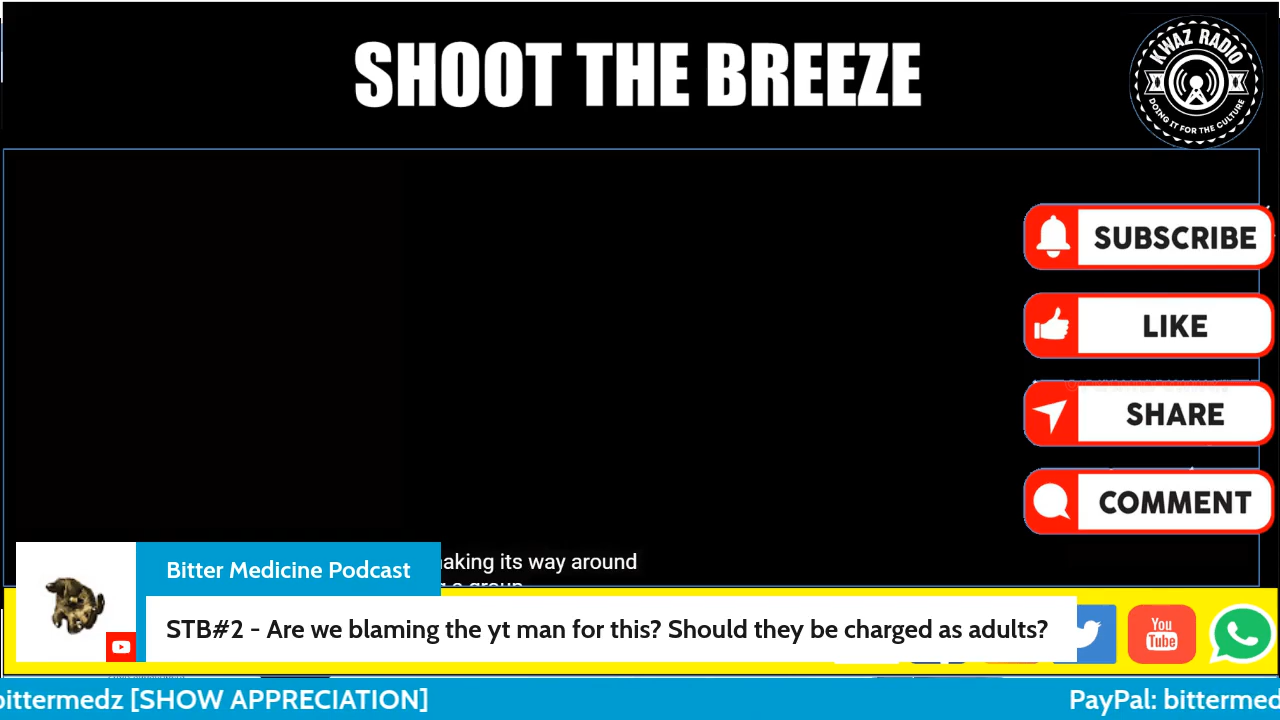 SHOOT THE BREEZE
KWAZ RADIO
DOING IT FOR THE CULTURE
SUBSCRIBE
LIKE
SHARE
COMMENT
its way around
Bitter Medicine Podcast
STB#2 - Are we blaming the yt man for this? Should they be charged as adults?
You
Tube
bittermedz [SHOW APPRECIATION]
PayPal: bittermed